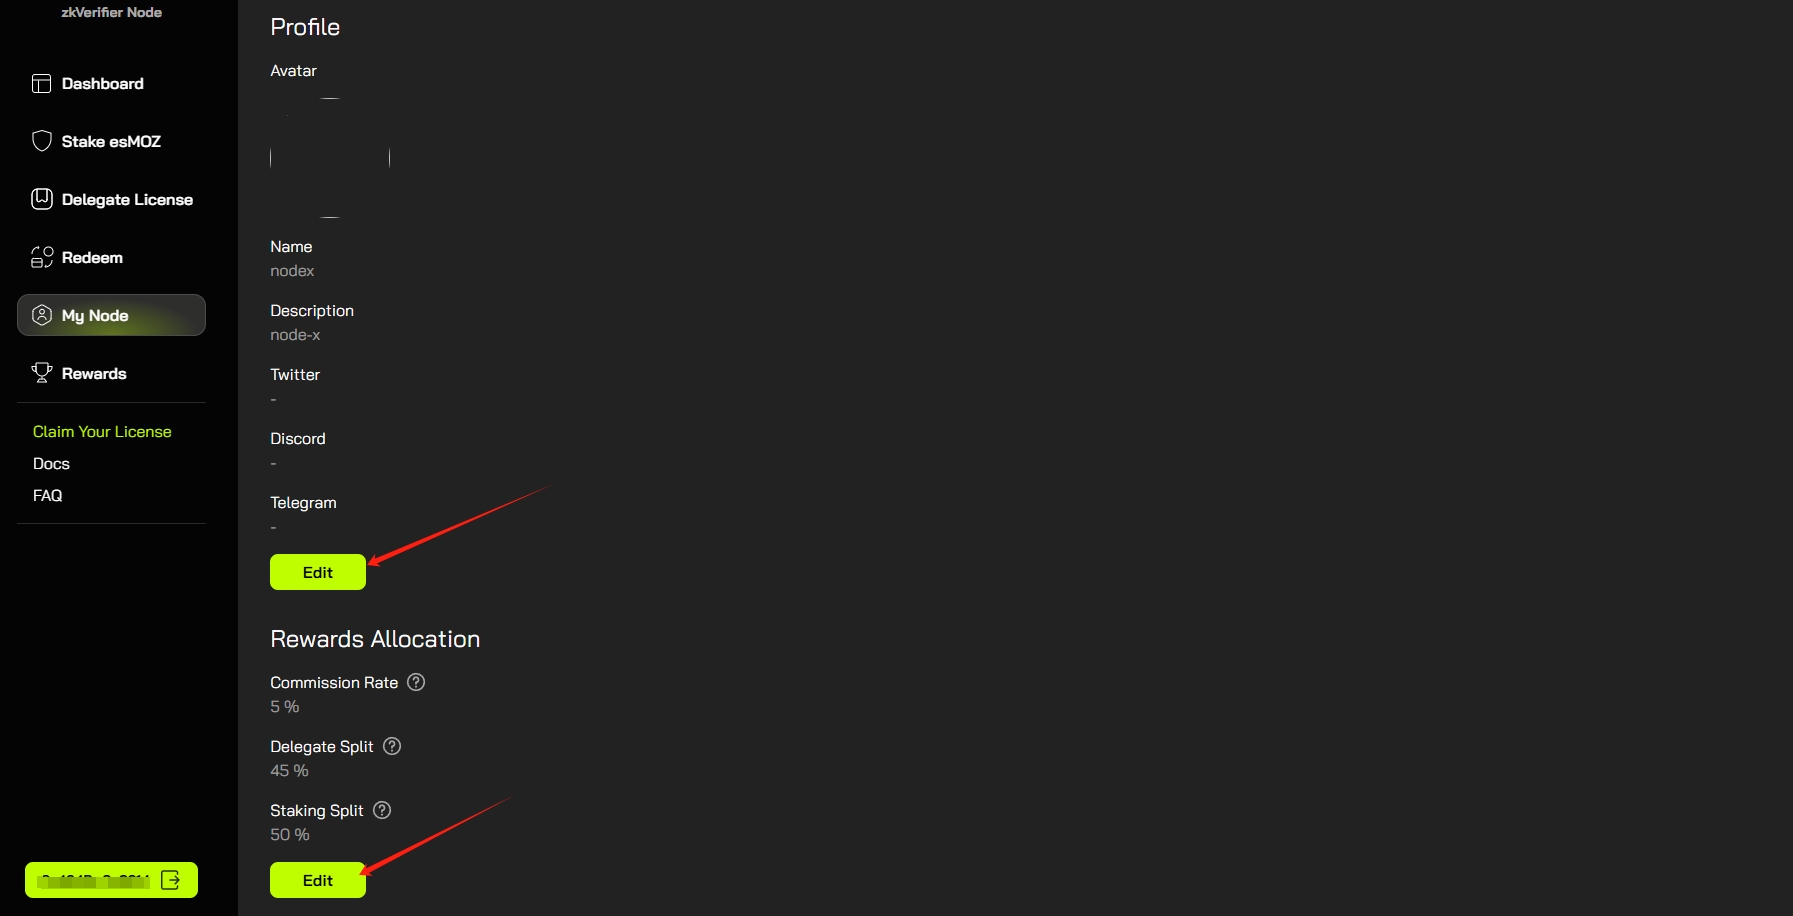 zkVerifier Node
Dashboard
Stake esMOZ
Delegate License
Redeem
My Node
Rewards
Claim Your License
Docs
FAQ
Profile
Avatar
Name
nodex
Description
node-x
Twitter
-
Discord
-
Telegram
-
Edit
Rewards Allocation
Commission Rate ?
5 %
Delegate Split ?
45 %
Staking Split ?
50 %
Edit